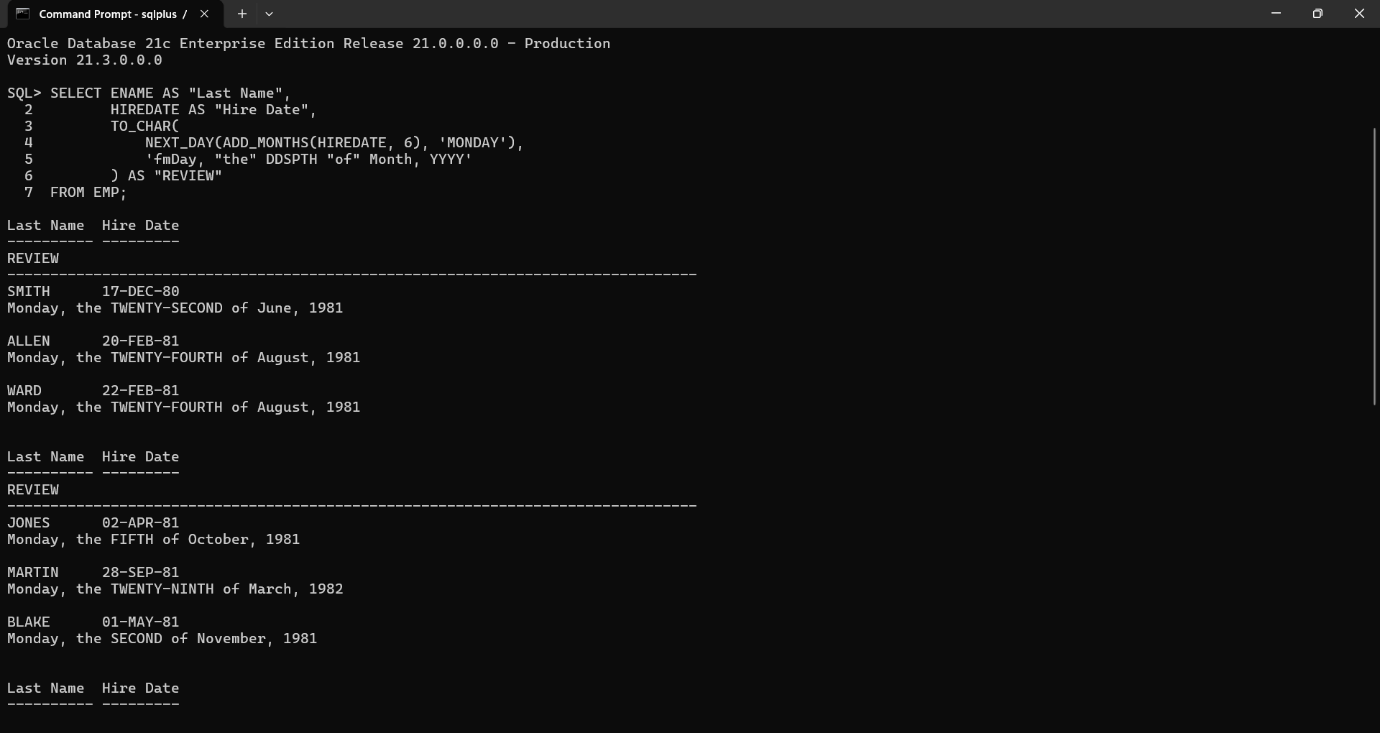 Command Prompt - sqlplus /
Oracle Database 21c Enterprise Edition Release 21.0.0.0.0 - Production
Version 21.3.0.0.0
SQL> SELECT ENAME AS "Last Name",
  2         HIREDATE AS "Hire Date",
  3         TO_CHAR(
  4             NEXT_DAY(ADD_MONTHS(HIREDATE, 6), 'MONDAY'),
  5             'fmDay, "the" DDSPTH "of" Month, YYYY'
  6         ) AS "REVIEW"
  7  FROM EMP;
Last Name  Hire Date
---------- ---------
REVIEW
--------------------------------------------------------------------------------
SMITH      17-DEC-80
Monday, the TWENTY-SECOND of June, 1981
ALLEN      20-FEB-81
Monday, the TWENTY-FOURTH of August, 1981
WARD       22-FEB-81
Monday, the TWENTY-FOURTH of August, 1981
Last Name  Hire Date
---------- ---------
REVIEW
--------------------------------------------------------------------------------
JONES      02-APR-81
Monday, the FIFTH of October, 1981
MARTIN     28-SEP-81
Monday, the TWENTY-NINTH of March, 1982
BLAKE      01-MAY-81
Monday, the SECOND of November, 1981
Last Name  Hire Date
---------- ---------